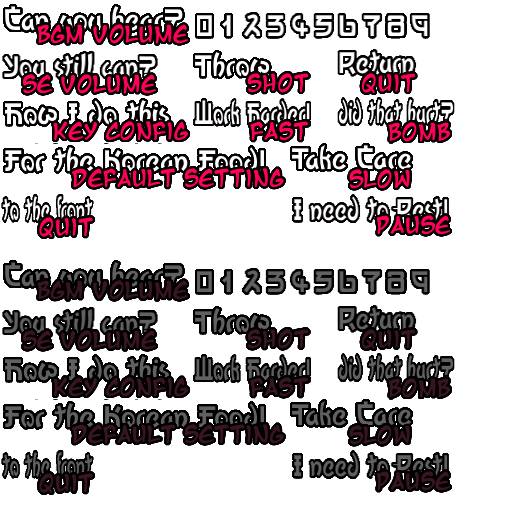 Can you hear? 0 1 2 3 4 5 6 7 8 9
BGM VOLUME
You still can? Throw Return
SE VOLUME SHOT QUIT
How I do this Work Harded did that hurt?
KEY CONFIG FAST BOMB
For the Korean Food! Take Care
DEFAULT SETTING SLOW
to the front I need to Rest!
QUIT PAUSE
Can you hear? 0 1 2 3 4 5 6 7 8 9
BGM VOLUME
You still can? Throw Return
SE VOLUME SHOT QUIT
How I do this Work Harded did that hurt?
KEY CONFIG FAST BOMB
For the Korean Food! Take Care
DEFAULT SETTING SLOW
to the front I need to Rest!
QUIT PAUSE